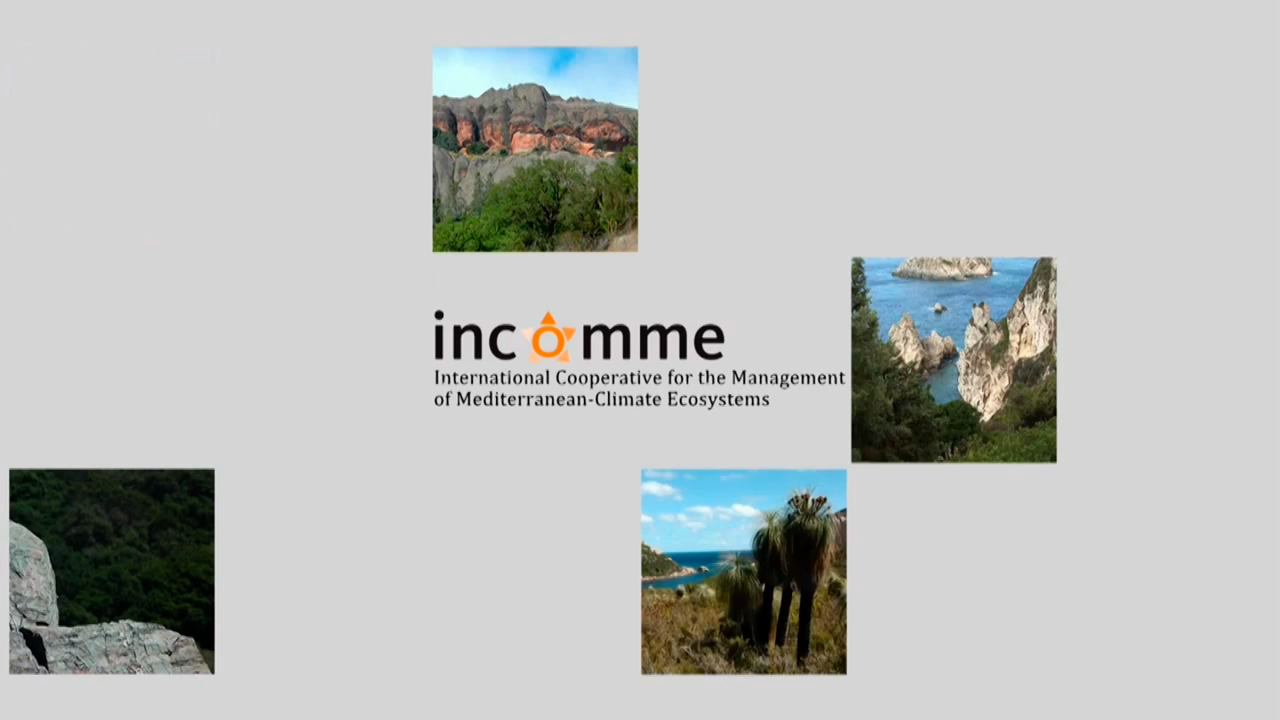 incomme
International Cooperative for the Management
of Mediterranean-Climate Ecosystems